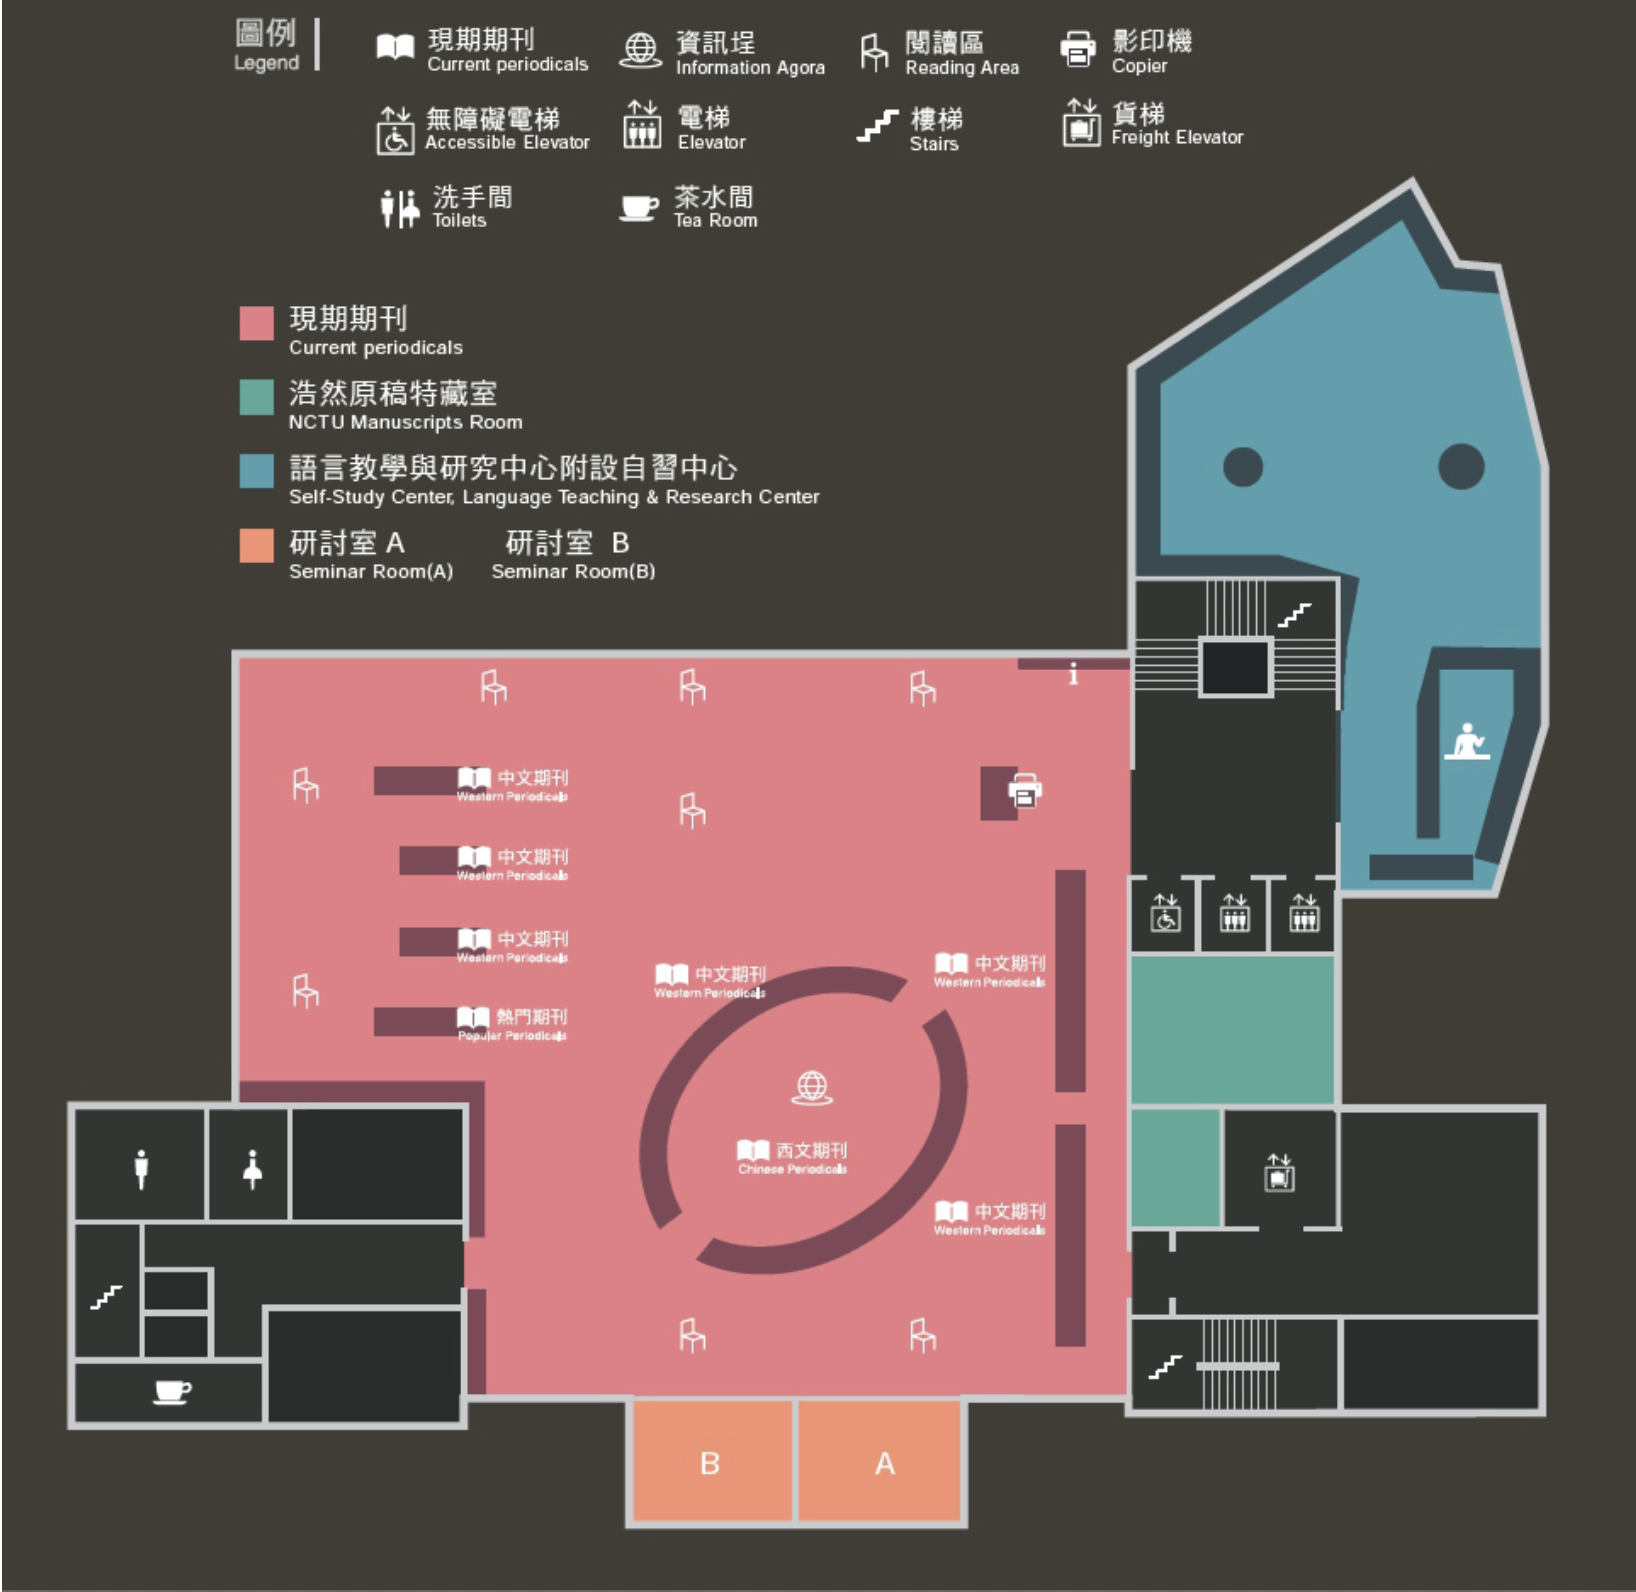 圖例
Legend
現期期刊
Current periodicals
資訊埕
Information Agora
閱讀區
Reading Area
影印機
Copier
無障礙電梯
Accessible Elevator
電梯
Elevator
樓梯
Stairs
貨梯
Freight Elevator
洗手間
Toilets
茶水間
Tea Room
現期期刊
Current periodicals
浩然原稿特藏室
NCTU Manuscripts Room
語言教學與研究中心附設自習中心
Self-Study Center, Language Teaching & Research Center
研討室 A 研討室 B
Seminar Room(A) Seminar Room(B)
i
中文期刊
Western Periodicals
中文期刊
Western Periodicals
中文期刊
Western Periodicals
中文期刊
Western Periodicals
中文期刊
Western Periodicals
熱門期刊
Popular Periodicals
西文期刊
Chinese Periodicals
中文期刊
Western Periodicals
B A